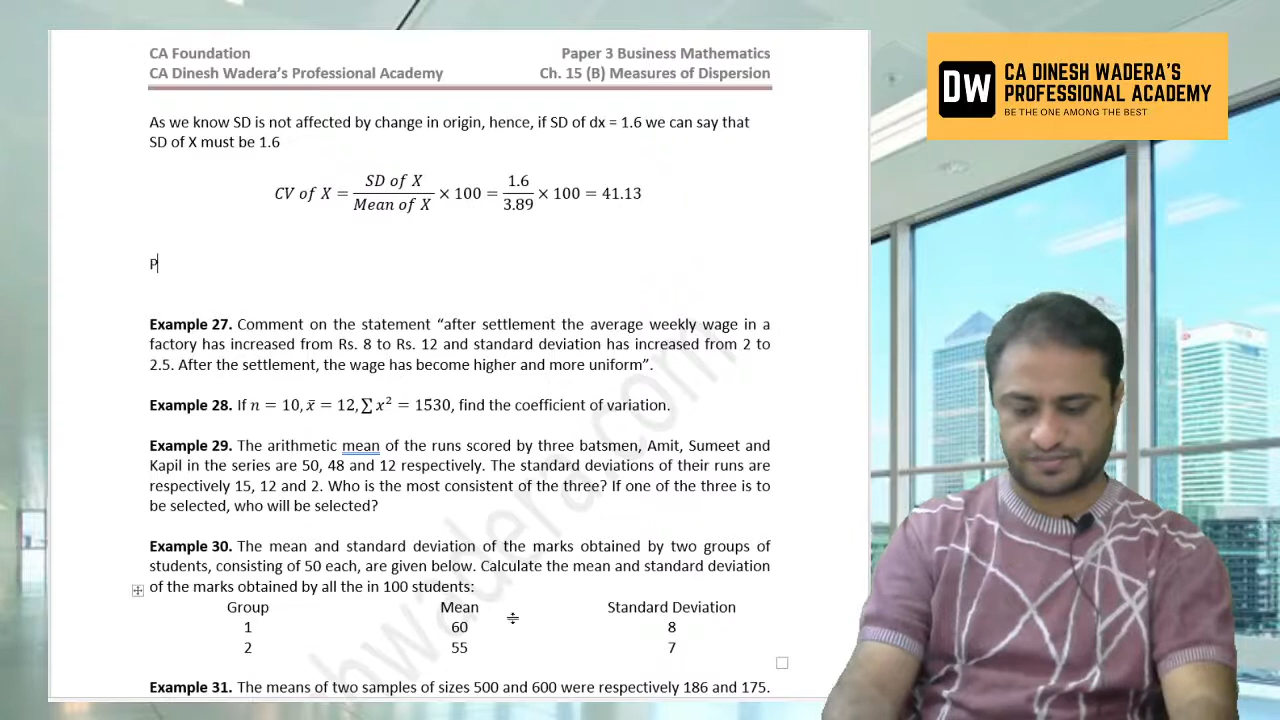 CA Foundation Paper 3 Business Mathematics
CA Dinesh Wadera's Professional Academy Ch. 15 (B) Measures of Dispersion
As we know SD is not affected by change in origin, hence, if SD of dx = 1.6 we can say that
SD of X must be 1.6
CV of X = SD of X / Mean of X × 100 = 1.6 / 3.89 × 100 = 41.13
P
Example 27. Comment on the statement “after settlement the average weekly wage in a
factory has increased from Rs. 8 to Rs. 12 and standard deviation has increased from 2 to
2.5. After the settlement, the wage has become higher and more uniform”.
Example 28. If n = 10, x̄ = 12, ∑ x² = 1530, find the coefficient of variation.
Example 29. The arithmetic mean of the runs scored by three batsmen, Amit, Sumeet and
Kapil in the series are 50, 48 and 12 respectively. The standard deviations of their runs are
respectively 15, 12 and 2. Who is the most consistent of the three? If one of the three is to
be selected, who will be selected?
Example 30. The mean and standard deviation of the marks obtained by two groups of
students, consisting of 50 each, are given below. Calculate the mean and standard deviation
of the marks obtained by all the in 100 students:
Group Mean Standard Deviation
1 60 8
2 55 7
Example 31. The means of two samples of sizes 500 and 600 were respectively 186 and 175.
DW
CA DINESH WADERA'S
PROFESSIONAL ACADEMY
BE THE ONE AMONG THE BEST